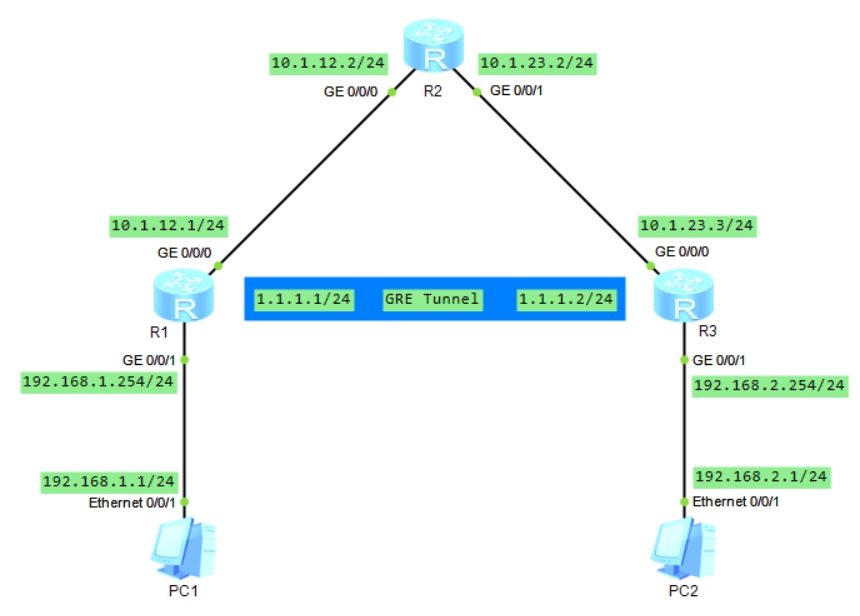 10.1.12.2/24
10.1.23.2/24
R
GE 0/0/0
R2
GE 0/0/1
10.1.12.1/24
10.1.23.3/24
GE 0/0/0
GE 0/0/0
R
1.1.1.1/24
GRE Tunnel
1.1.1.2/24
R
R1
R3
GE 0/0/1
GE 0/0/1
192.168.1.254/24
192.168.2.254/24
192.168.1.1/24
192.168.2.1/24
Ethernet 0/0/1
Ethernet 0/0/1
PC1
PC2